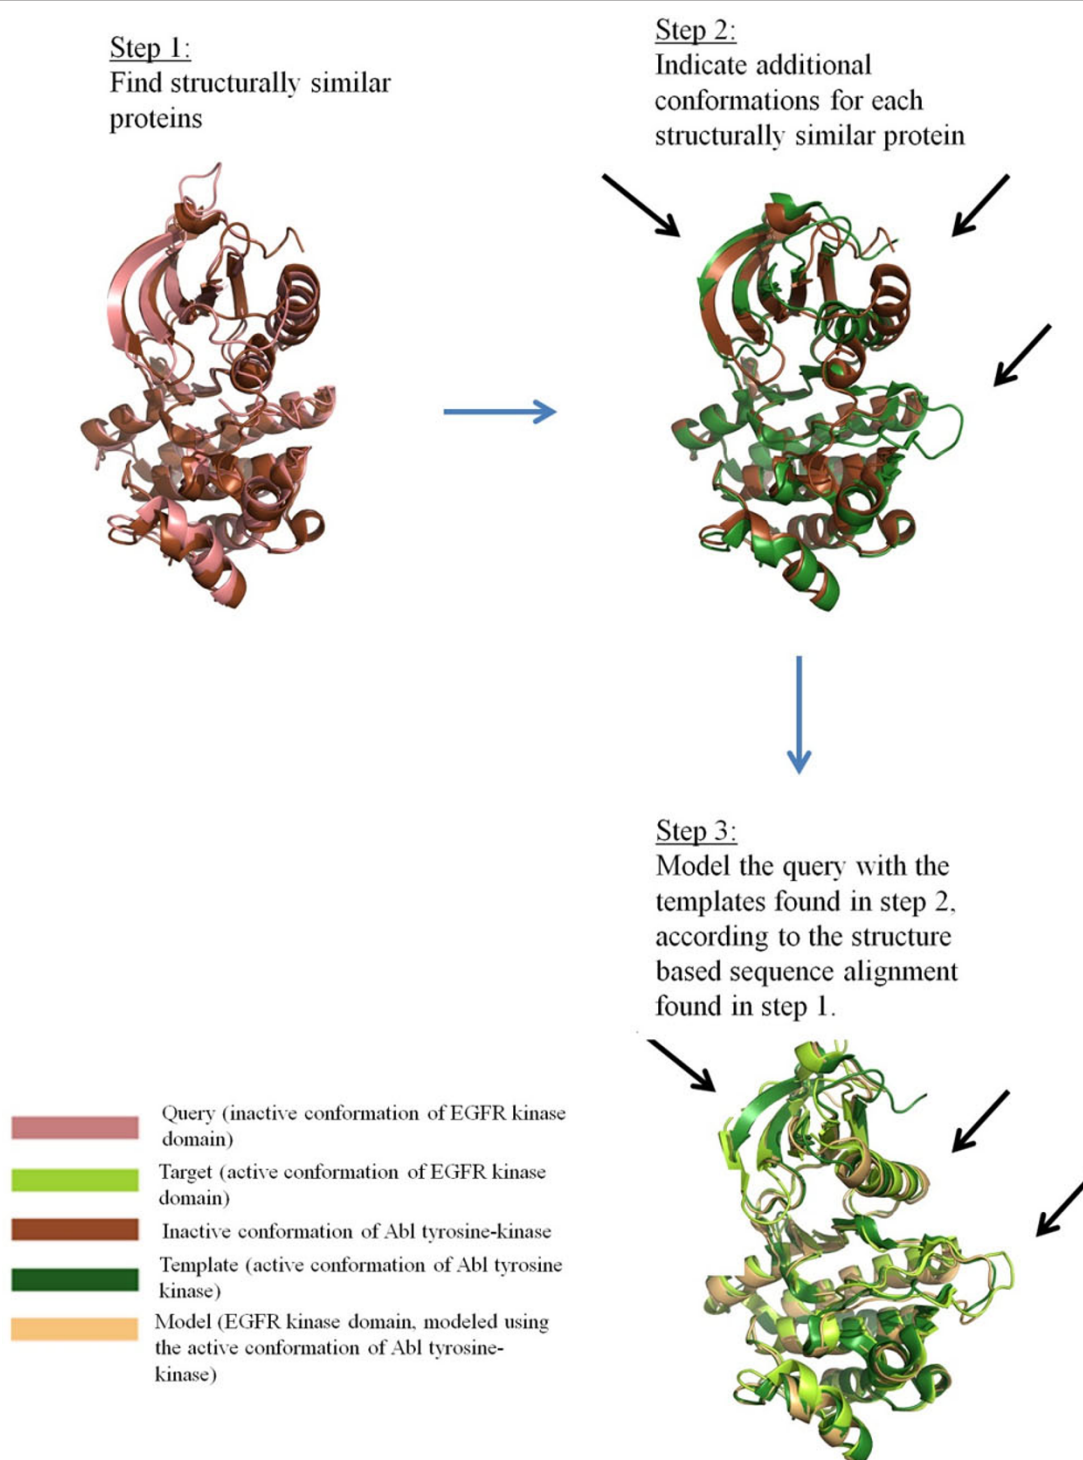 Step 1:
Find structurally similar
proteins
Step 2:
Indicate additional
conformations for each
structurally similar protein
Step 3:
Model the query with the
templates found in step 2,
according to the structure
based sequence alignment
found in step 1.
Query (inactive conformation of EGFR kinase
domain)
Target (active conformation of EGFR kinase
domain)
Inactive conformation of Abl tyrosine-kinase
Template (active conformation of Abl tyrosine
kinase)
Model (EGFR kinase domain, modeled using
the active conformation of Abl tyrosine-
kinase)